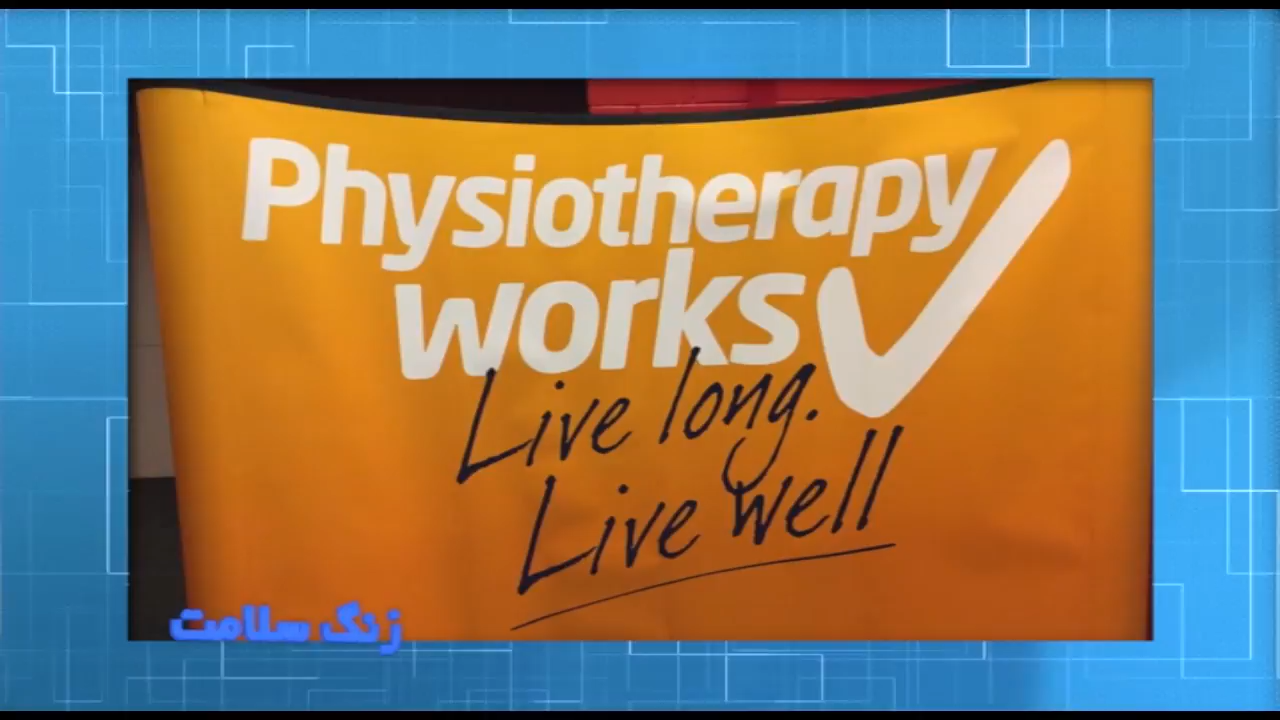 Physiotherapy
works
Live long.
Live well
زنگ سلامت